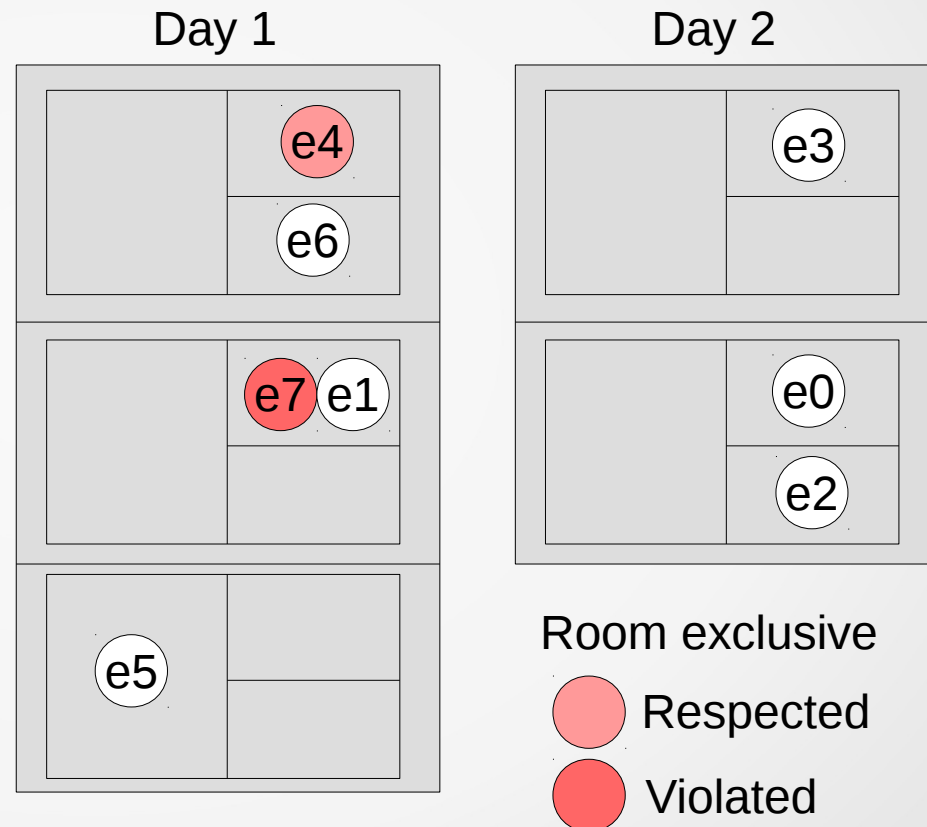 Day 1
Day 2
e4
e3
e6
e7 e1
e0
e2
e5
Room exclusive
Respected
Violated